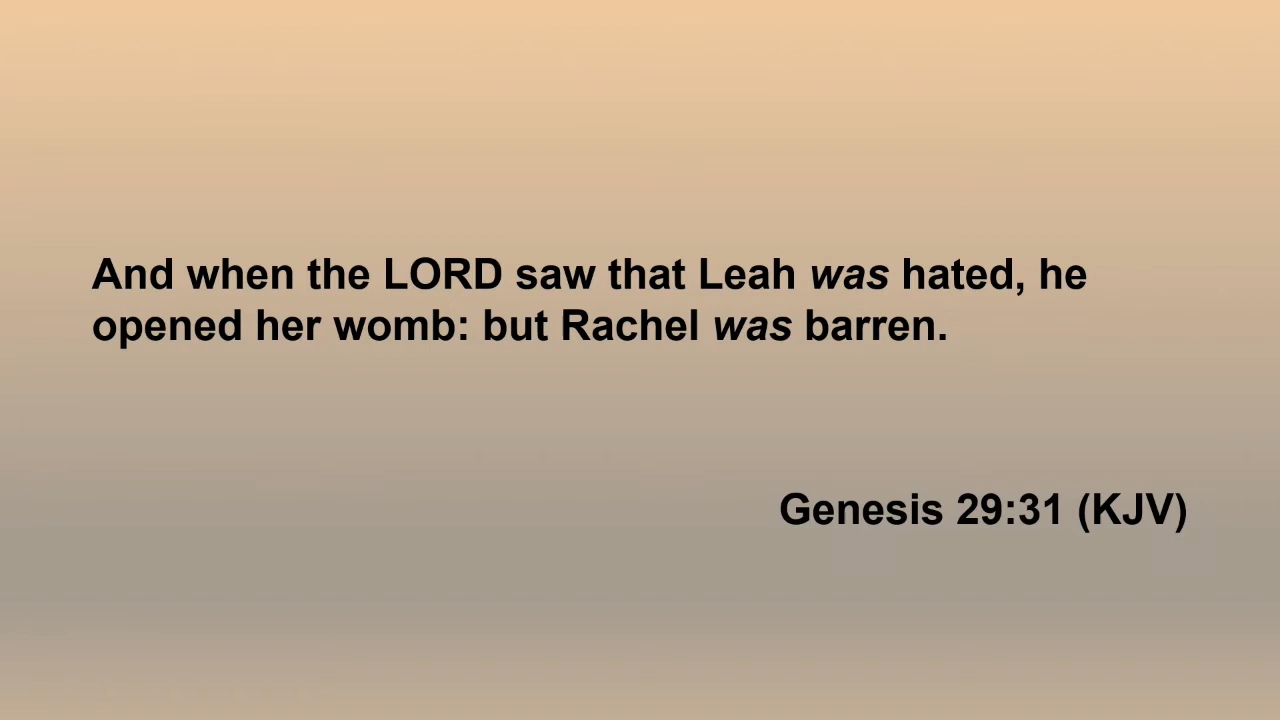 And when the LORD saw that Leah was hated, he
opened her womb: but Rachel was barren.
Genesis 29:31 (KJV)